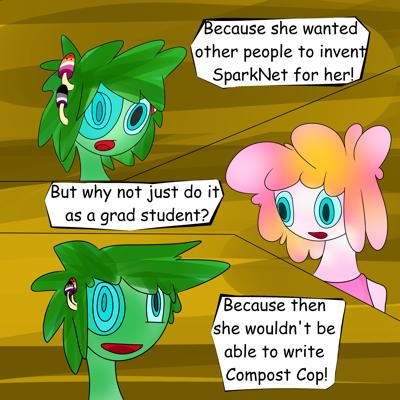 Because she wanted
other people to invent
SparkNet for her!
But why not just do it
as a grad student?
Because then
she wouldn't be
able to write
Compost Cop!